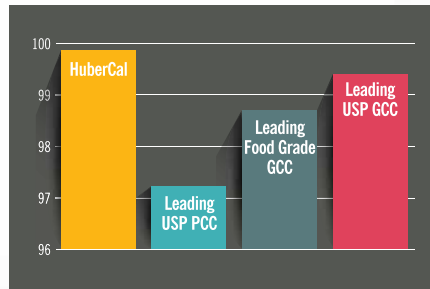 100
99
98
97
96
HuberCal
Leading
USP PCC
Leading
Food Grade
GCC
Leading
USP GCC